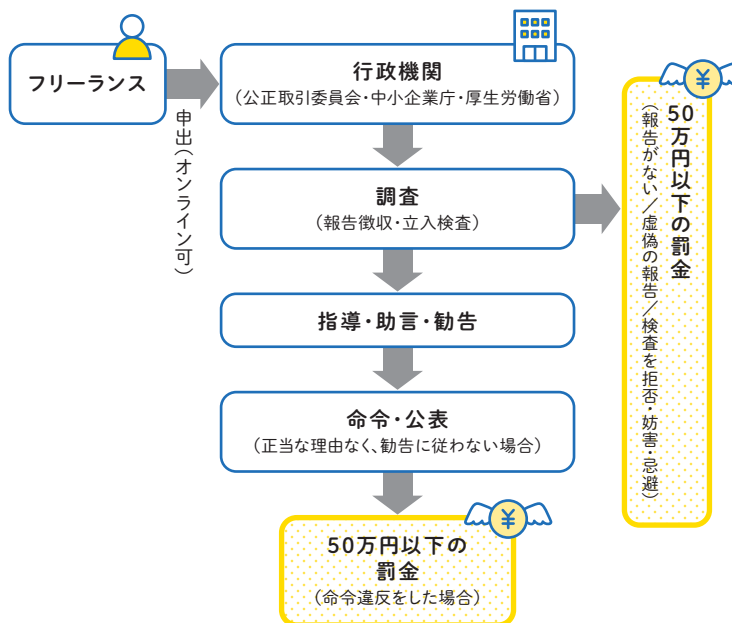 フリーランス
申出（オンライン可）
行政機関
（公正取引委員会・中小企業庁・厚生労働省）
調査
（報告徴収・立入検査）
¥
50万円以下の罰金
（報告がない／虚偽の報告／検査を拒否・妨害・忌避）
指導・助言・勧告
命令・公表
（正当な理由なく、勧告に従わない場合）
¥
50万円以下の
罰金
（命令違反をした場合）